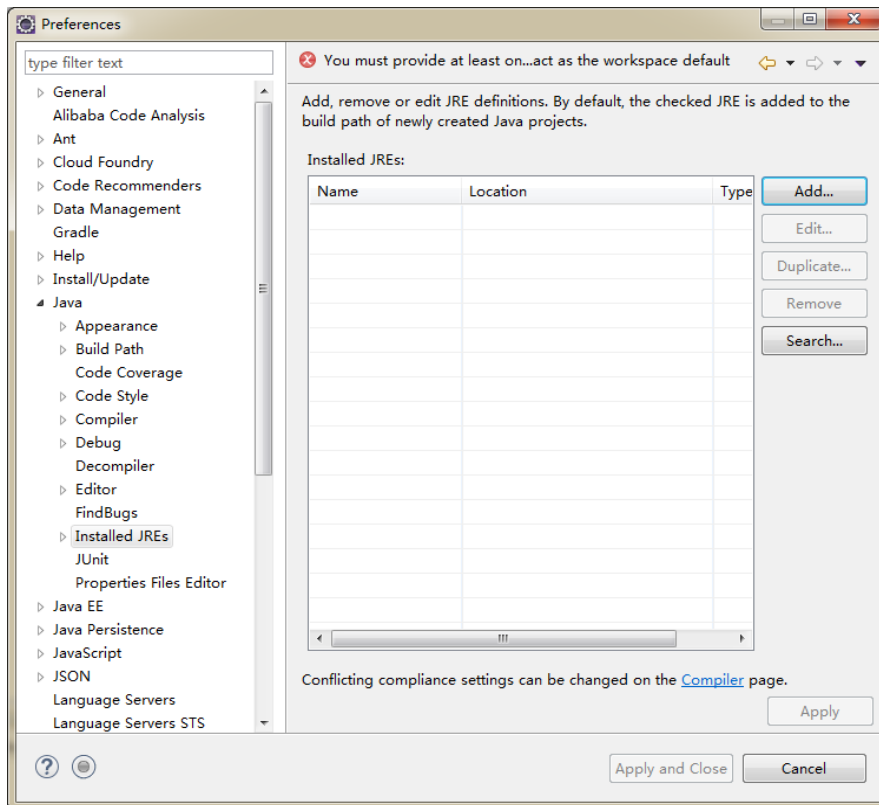 Preferences
type filter text
General
Alibaba Code Analysis
Ant
Cloud Foundry
Code Recommenders
Data Management
Gradle
Help
Install/Update
Java
Appearance
Build Path
Code Coverage
Code Style
Compiler
Debug
Decompiler
Editor
FindBugs
Installed JREs
JUnit
Properties Files Editor
Java EE
Java Persistence
JavaScript
JSON
Language Servers
Language Servers STS
You must provide at least on...act as the workspace default
Add, remove or edit JRE definitions. By default, the checked JRE is added to the
build path of newly created Java projects.
Installed JREs:
Name Location Type
Add...
Edit...
Duplicate...
Remove
Search...
Conflicting compliance settings can be changed on the Compiler page.
Apply
Apply and Close Cancel